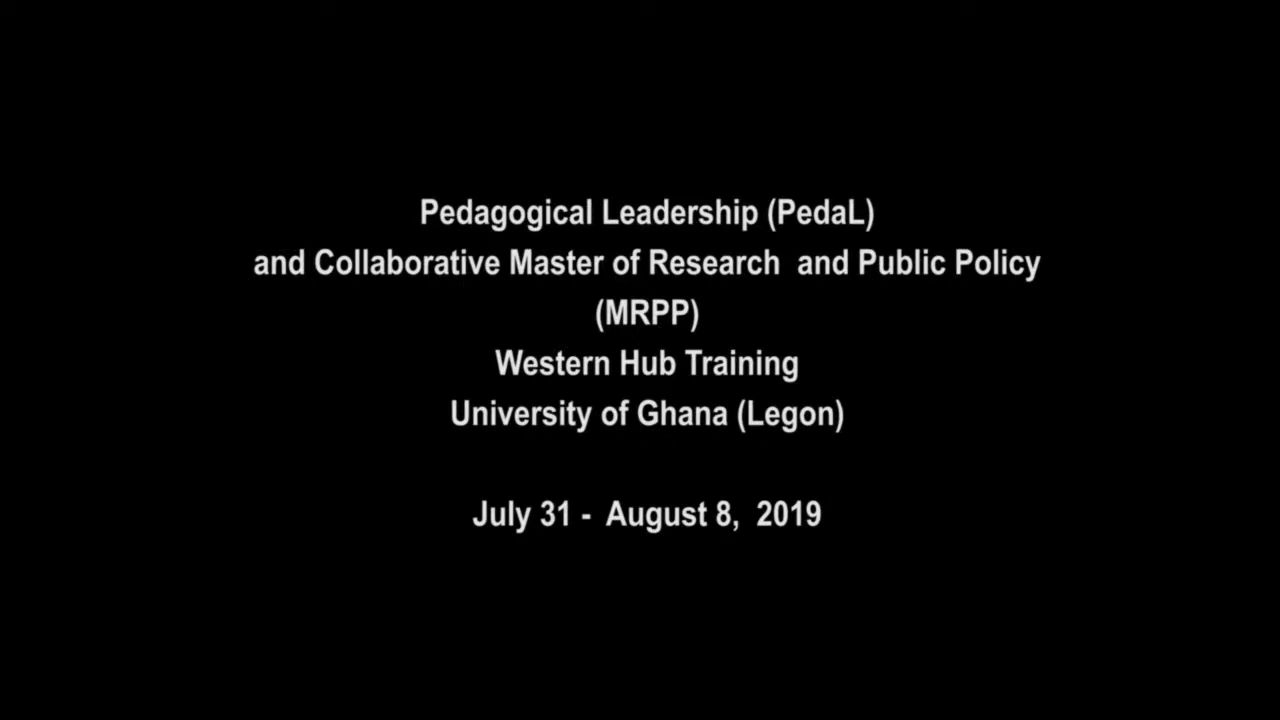 Pedagogical Leadership (PedaL)
and Collaborative Master of Research  and Public Policy
(MRPP)
Western Hub Training
University of Ghana (Legon)
July 31 -  August 8,  2019